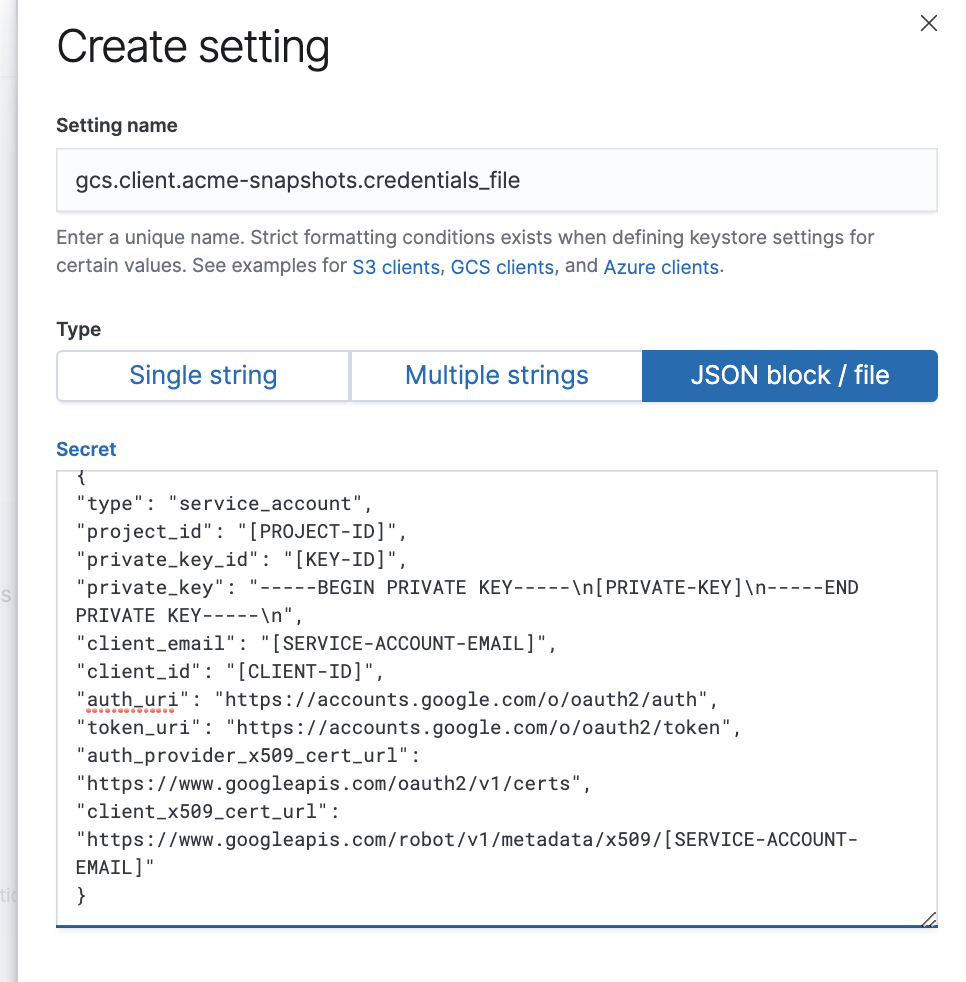 Create setting
Setting name
gcs.client.acme-snapshots.credentials_file
Enter a unique name. Strict formatting conditions exists when defining keystore settings for
certain values. See examples for S3 clients, GCS clients, and Azure clients.
Type
Single string
Multiple strings
JSON block / file
Secret
{
"type": "service_account",
"project_id": "[PROJECT-ID]",
"private_key_id": "[KEY-ID]",
"private_key": "-----BEGIN PRIVATE KEY-----\n[PRIVATE-KEY]\n-----END
PRIVATE KEY-----\n",
"client_email": "[SERVICE-ACCOUNT-EMAIL]",
"client_id": "[CLIENT-ID]",
"auth_uri": "https://accounts.google.com/o/oauth2/auth",
"token_uri": "https://accounts.google.com/o/oauth2/token",
"auth_provider_x509_cert_url":
"https://www.googleapis.com/oauth2/v1/certs",
"client_x509_cert_url":
"https://www.googleapis.com/robot/v1/metadata/x509/[SERVICE-ACCOUNT-
EMAIL]"
}